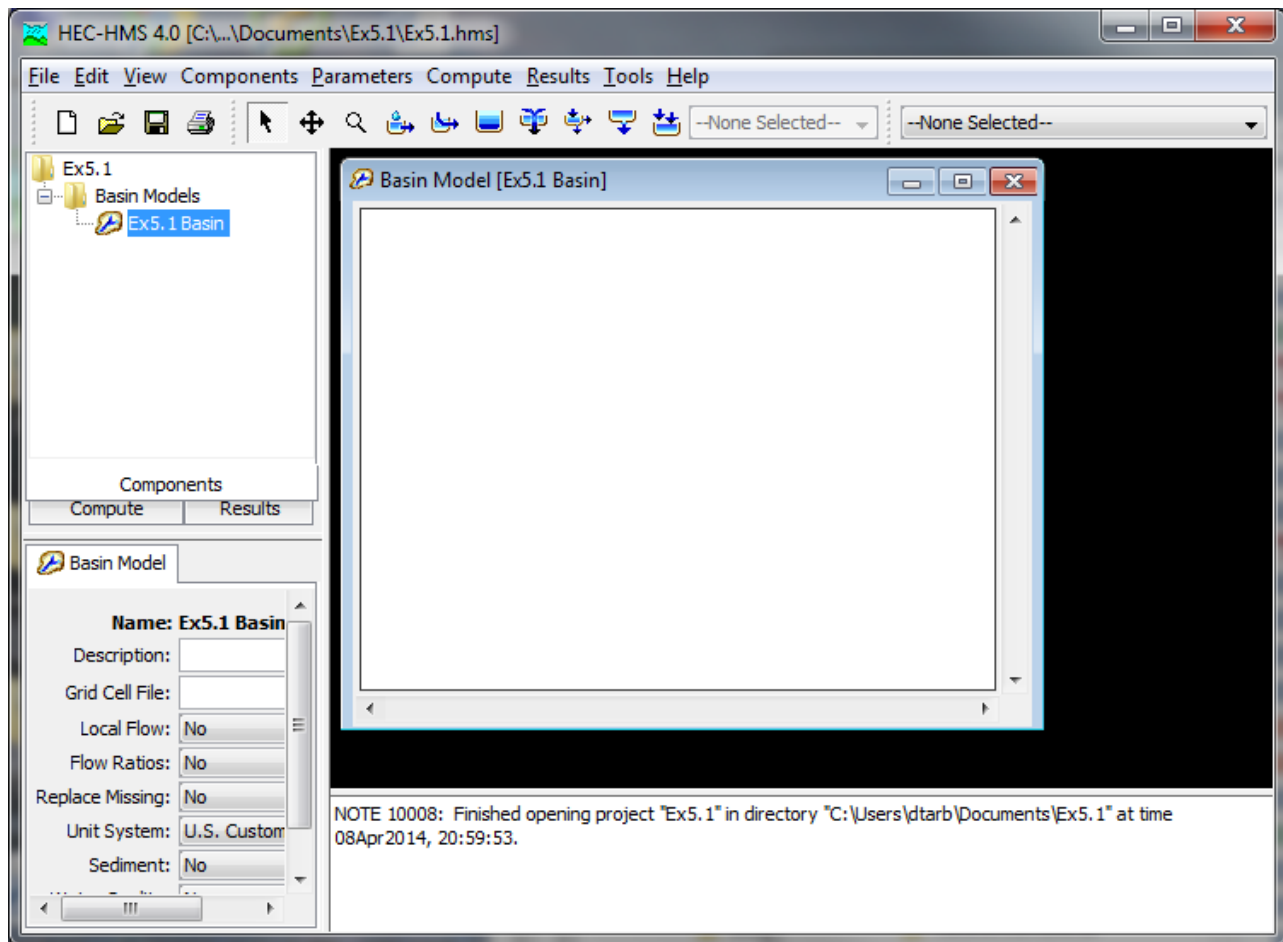 HEC-HMS 4.0 [C:\...\Documents\Ex5.1\Ex5.1.hms]
File Edit View Components Parameters Compute Results Tools Help
--None Selected-- --None Selected--
Ex5.1
Basin Models
Ex5.1 Basin
Basin Model [Ex5.1 Basin]
Components
Compute Results
Basin Model
Name: Ex5.1 Basin
Description:
Grid Cell File:
Local Flow: No
Flow Ratios: No
Replace Missing: No
Unit System: U.S. Custom
Sediment: No
NOTE 10008: Finished opening project "Ex5.1" in directory "C:\Users\dtarb\Documents\Ex5.1" at time
08Apr2014, 20:59:53.